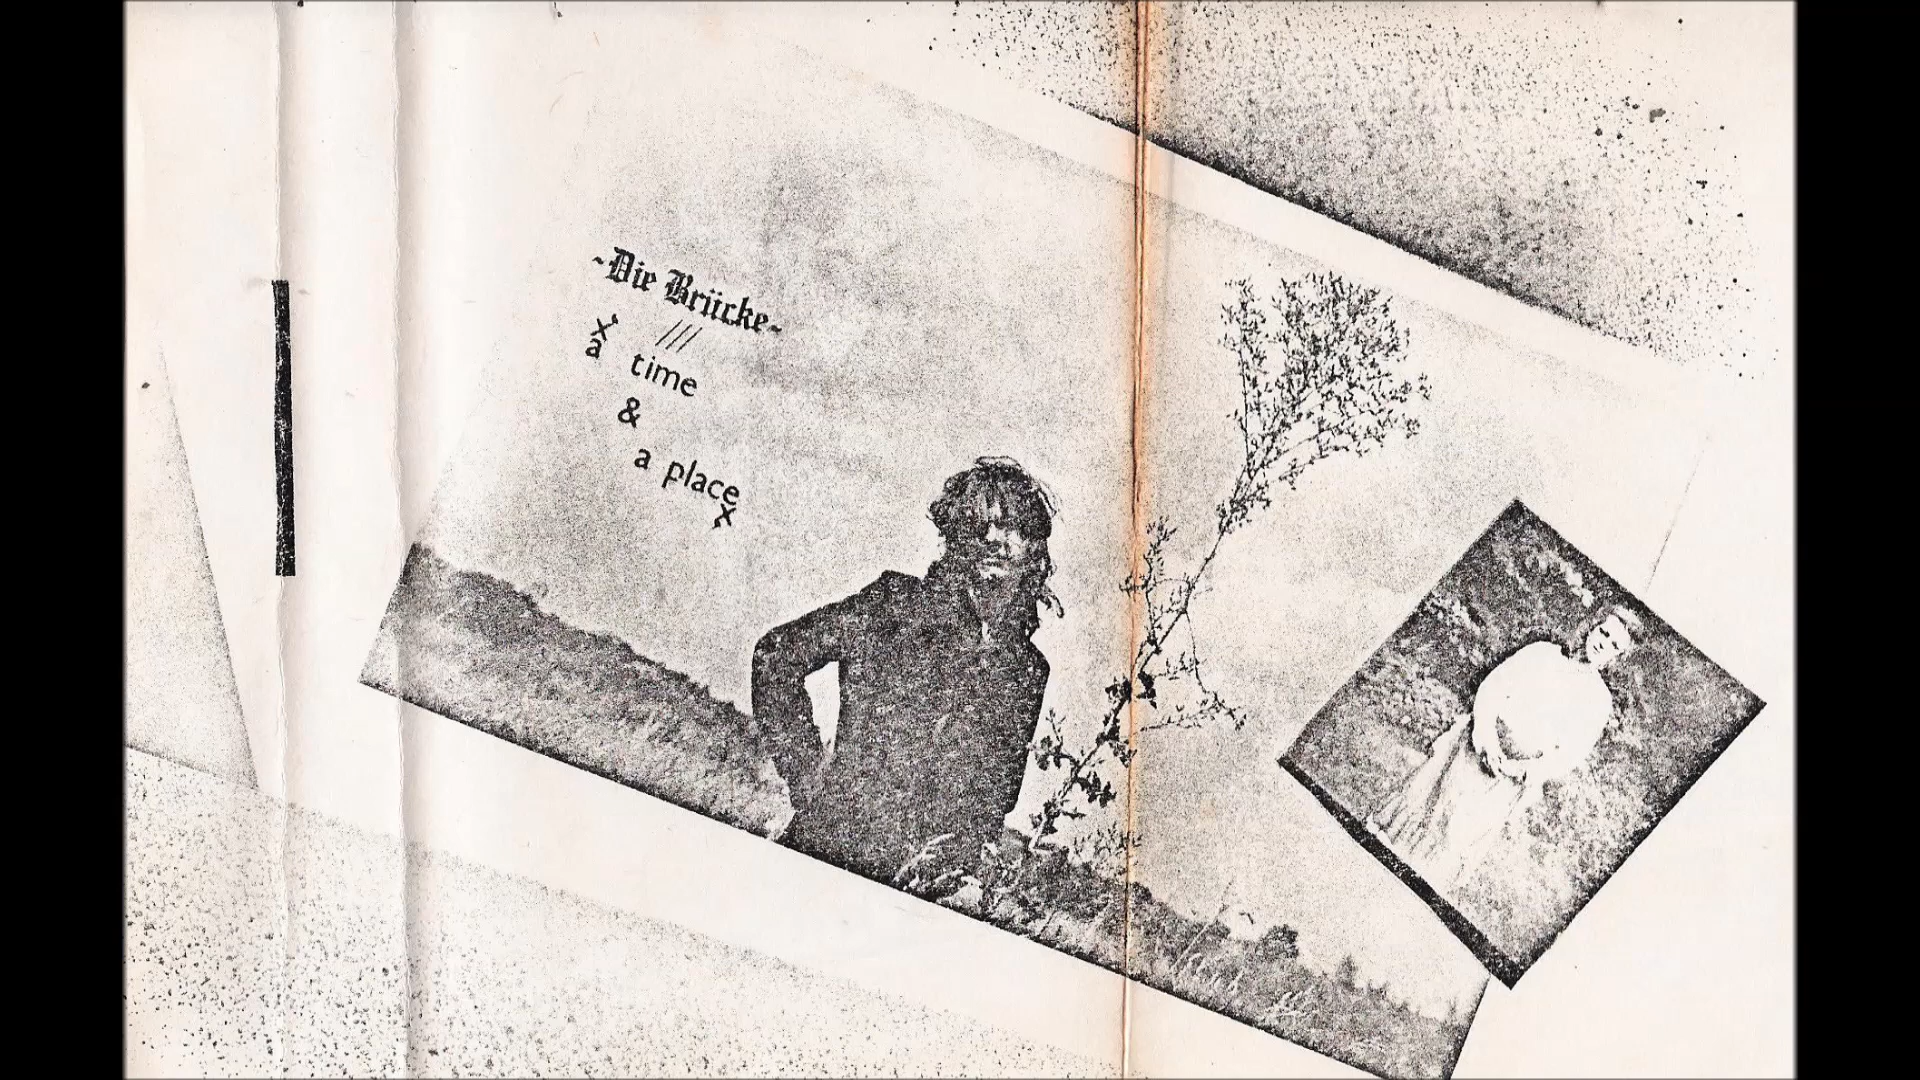 -Die Brücke-
///
x a time
&
a place
x